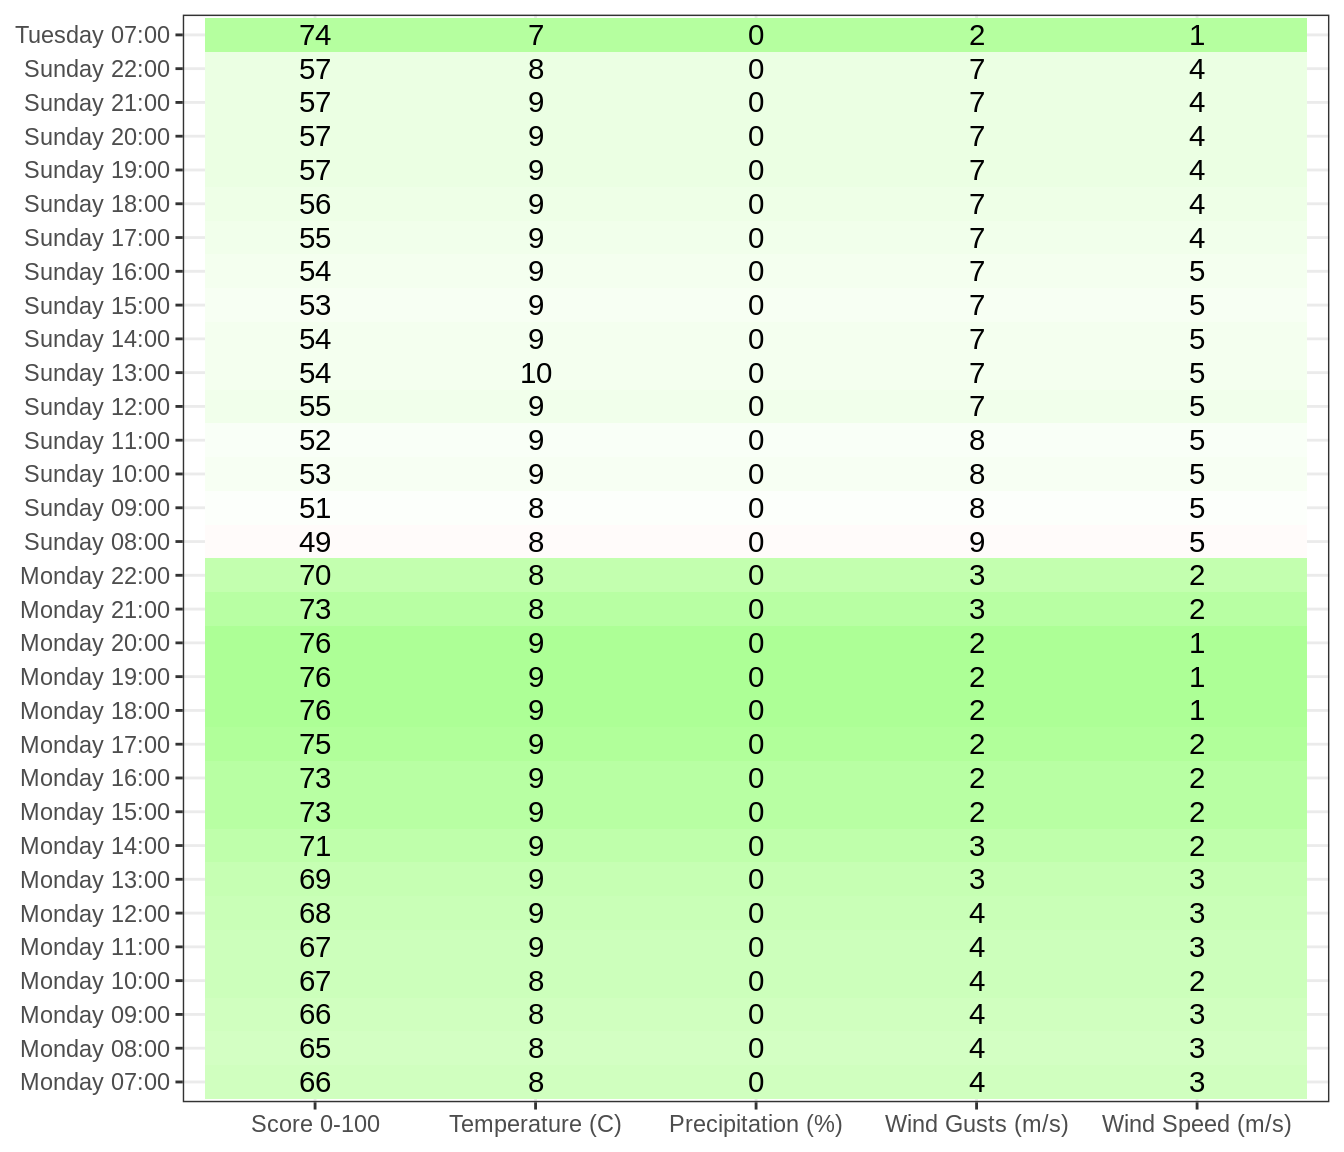 Tuesday 07:00 74 7 0 2 1
Sunday 22:00 57 8 0 7 4
Sunday 21:00 57 9 0 7 4
Sunday 20:00 57 9 0 7 4
Sunday 19:00 57 9 0 7 4
Sunday 18:00 56 9 0 7 4
Sunday 17:00 55 9 0 7 4
Sunday 16:00 54 9 0 7 5
Sunday 15:00 53 9 0 7 5
Sunday 14:00 54 9 0 7 5
Sunday 13:00 54 10 0 7 5
Sunday 12:00 55 9 0 7 5
Sunday 11:00 52 9 0 8 5
Sunday 10:00 53 9 0 8 5
Sunday 09:00 51 8 0 8 5
Sunday 08:00 49 8 0 9 5
Monday 22:00 70 8 0 3 2
Monday 21:00 73 8 0 3 2
Monday 20:00 76 9 0 2 1
Monday 19:00 76 9 0 2 1
Monday 18:00 76 9 0 2 1
Monday 17:00 75 9 0 2 2
Monday 16:00 73 9 0 2 2
Monday 15:00 73 9 0 2 2
Monday 14:00 71 9 0 3 2
Monday 13:00 69 9 0 3 3
Monday 12:00 68 9 0 4 3
Monday 11:00 67 9 0 4 3
Monday 10:00 67 8 0 4 2
Monday 09:00 66 8 0 4 3
Monday 08:00 65 8 0 4 3
Monday 07:00 66 8 0 4 3
Score 0-100 Temperature (C) Precipitation (%) Wind Gusts (m/s) Wind Speed (m/s)